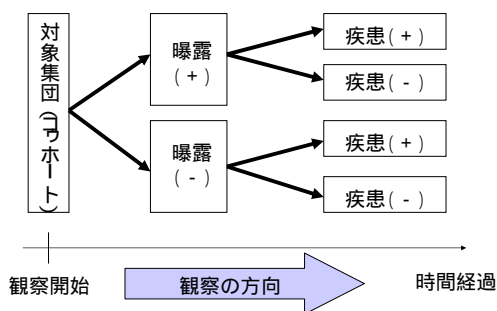 対象集団(コウホート)
曝露
(+)
曝露
(-)
疾患(+)
疾患(-)
疾患(+)
疾患(-)
観察開始
観察の方向
時間経過